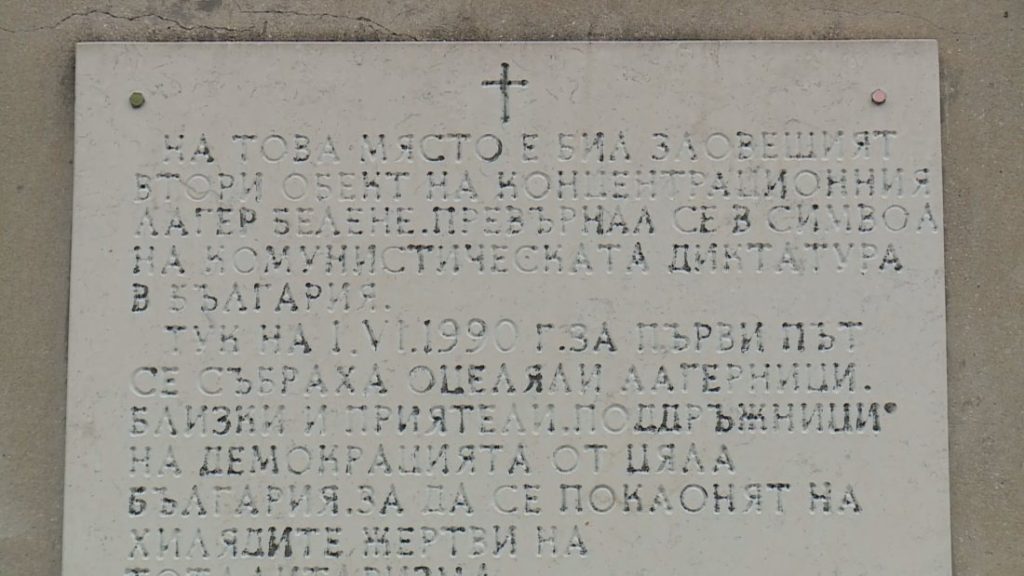 НА ТОВА МЯСТО Е БИЛ ЗЛОВЕЩИЯТ
ВТОРИ ОБЕКТ НА КОНЦЕНТРАЦИОННИЯ
ЛАГЕР БЕЛЕНЕ.ПРЕВЪРНАЛ СЕ В СИМВОЛ
НА КОМУНИСТИЧЕСКАТА ДИКТАТУРА
В БЪЛГАРИЯ.
ТУК НА 1.VI.1990 Г.ЗА ПЪРВИ ПЪТ
СЕ СЪБРАХА ОЦЕЛЯЛИ ЛАГЕРНИЦИ.
БЛИЗКИ И ПРИЯТЕЛИ.ПОДДРЪЖНИЦИ
НА ДЕМОКРАЦИЯТА ОТ ЦЯЛА
БЪЛГАРИЯ.ЗА ДА СЕ ПОКЛОНЯТ НА
ХИЛЯДИТЕ ЖЕРТВИ НА
ТОТАЛИТАРИЗМА